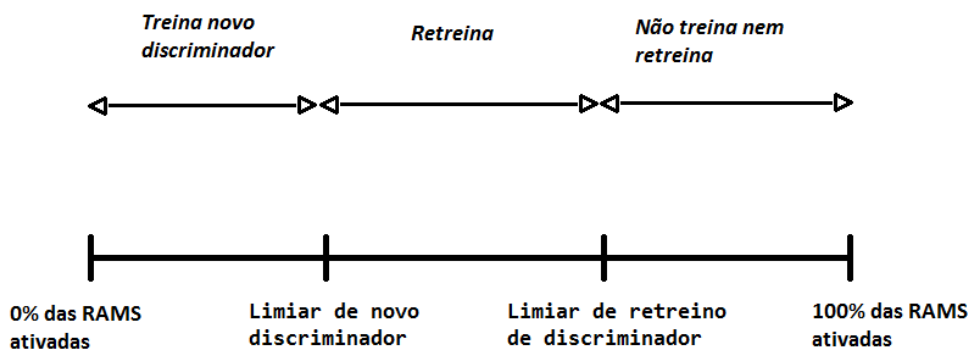 Treina novo
discriminador
Retreina
Não treina nem
retreina
0% das RAMS
ativadas
Limiar de novo
discriminador
Limiar de retreino
de discriminador
100% das RAMS
ativadas